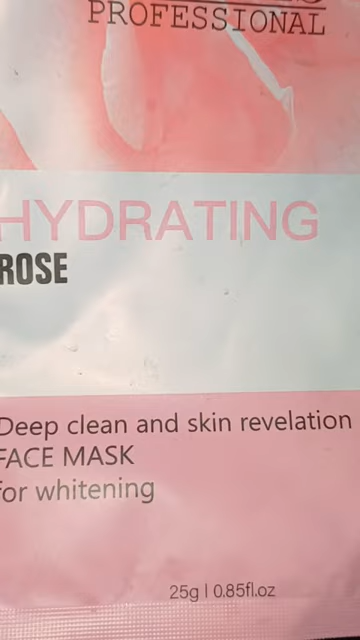 PROFESSIONAL
HYDRATING
ROSE
Deep clean and skin revelation
FACE MASK
for whitening
25g | 0.85fl.oz